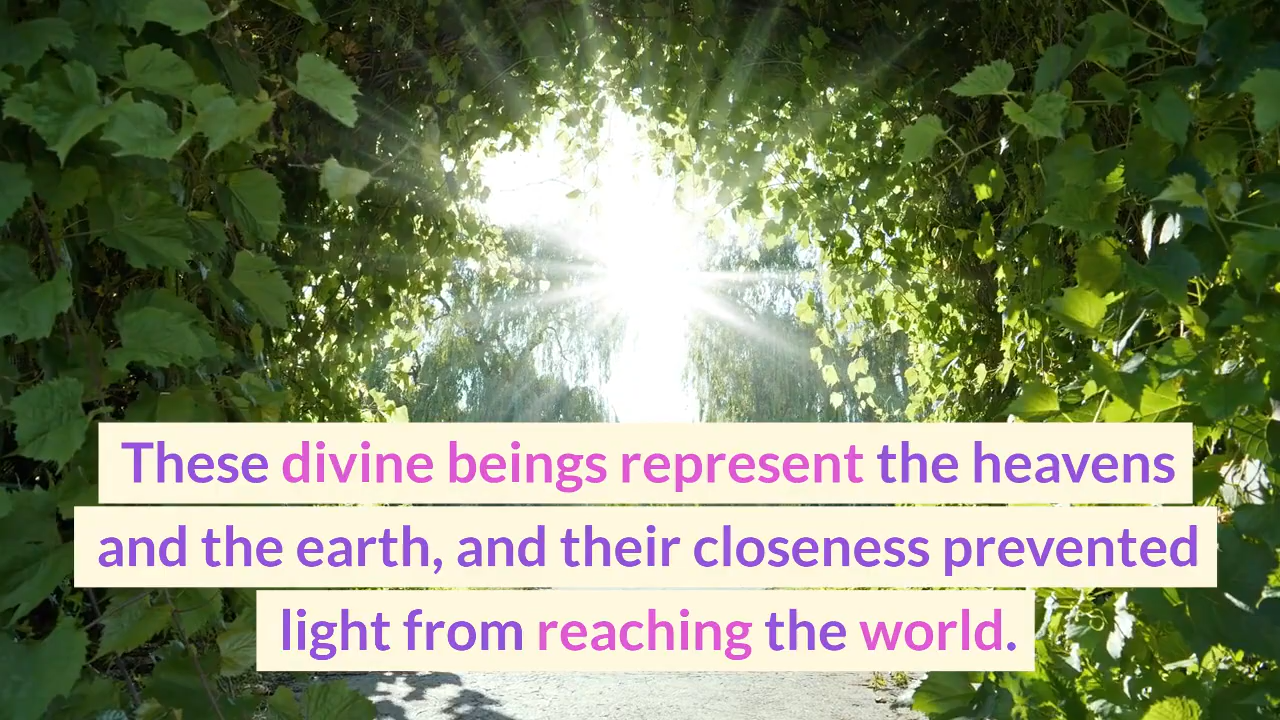 These divine beings represent the heavens
and the earth, and their closeness prevented
light from reaching the world.